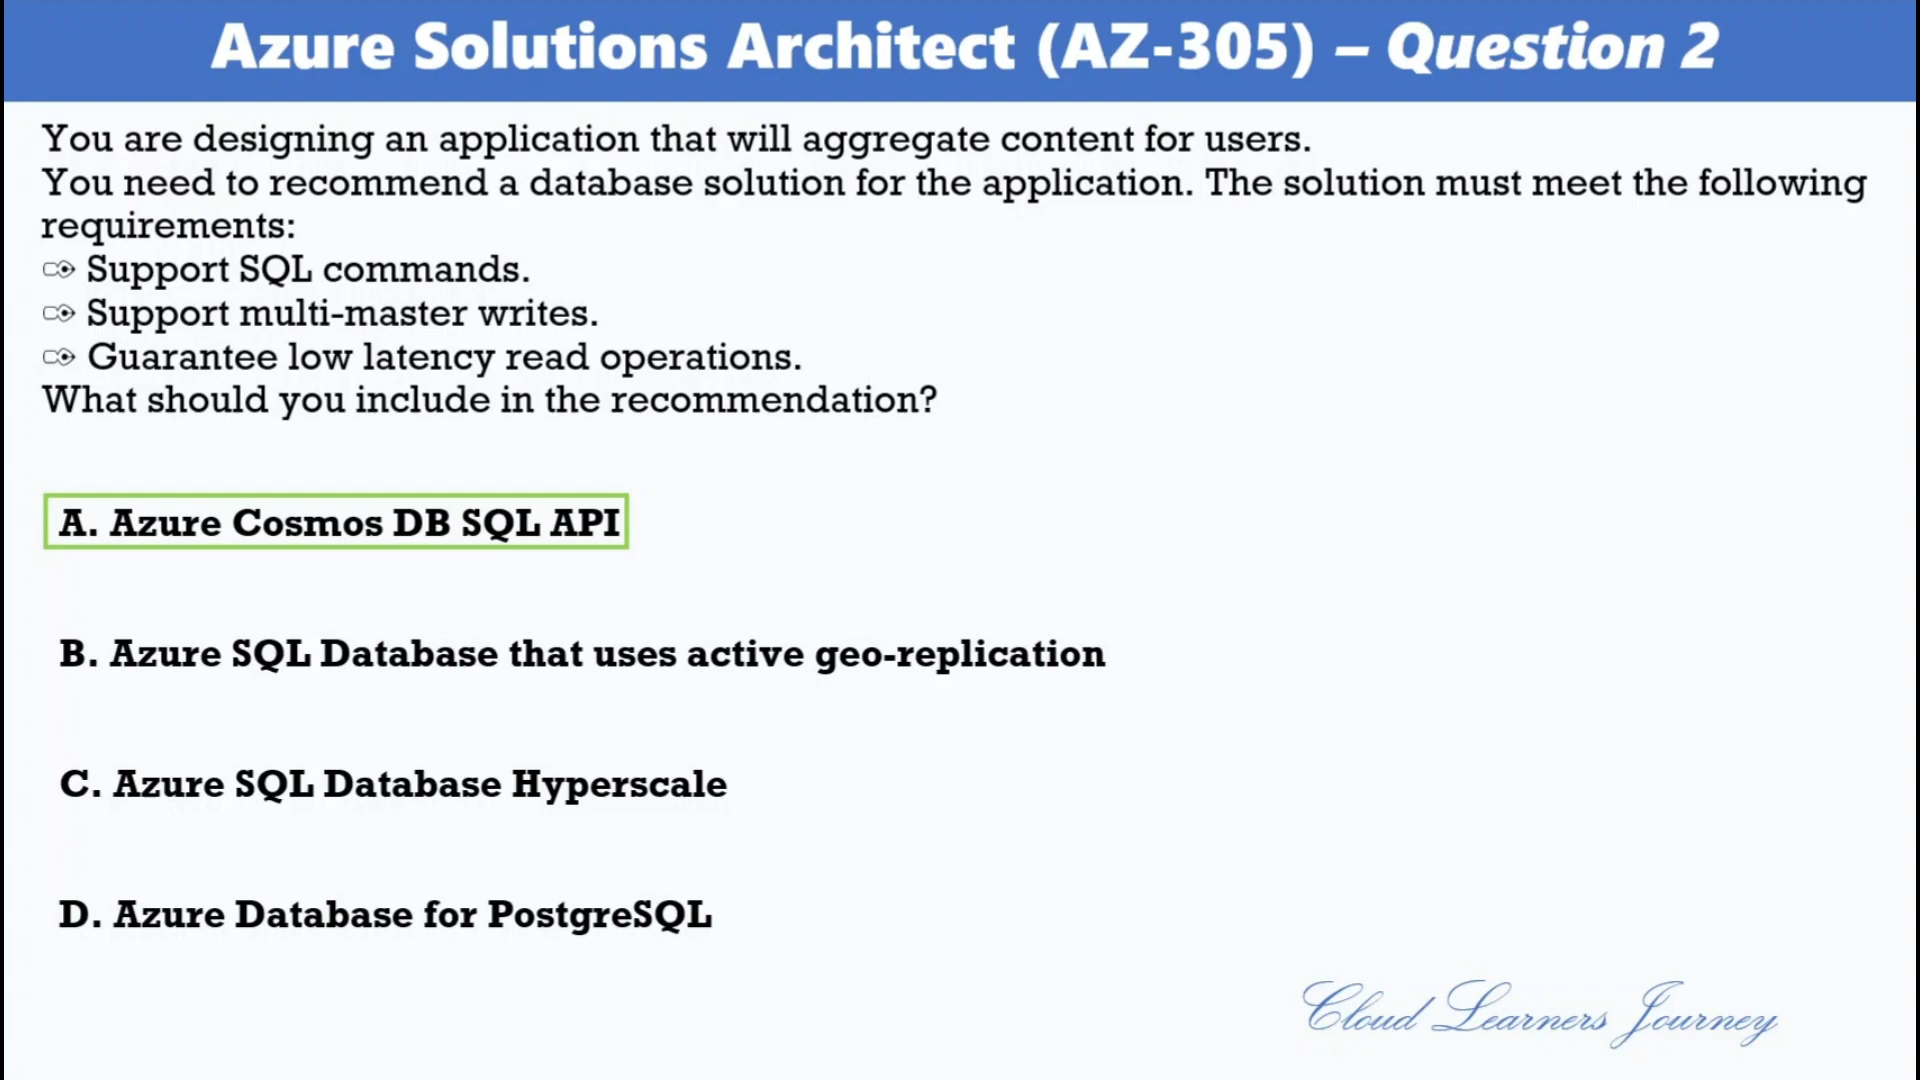 Azure Solutions Architect (AZ-305) – Question 2
You are designing an application that will aggregate content for users.
You need to recommend a database solution for the application. The solution must meet the following
requirements:
Support SQL commands.
Support multi-master writes.
Guarantee low latency read operations.
What should you include in the recommendation?
A. Azure Cosmos DB SQL API
B. Azure SQL Database that uses active geo-replication
C. Azure SQL Database Hyperscale
D. Azure Database for PostgreSQL
Cloud Learners Journey